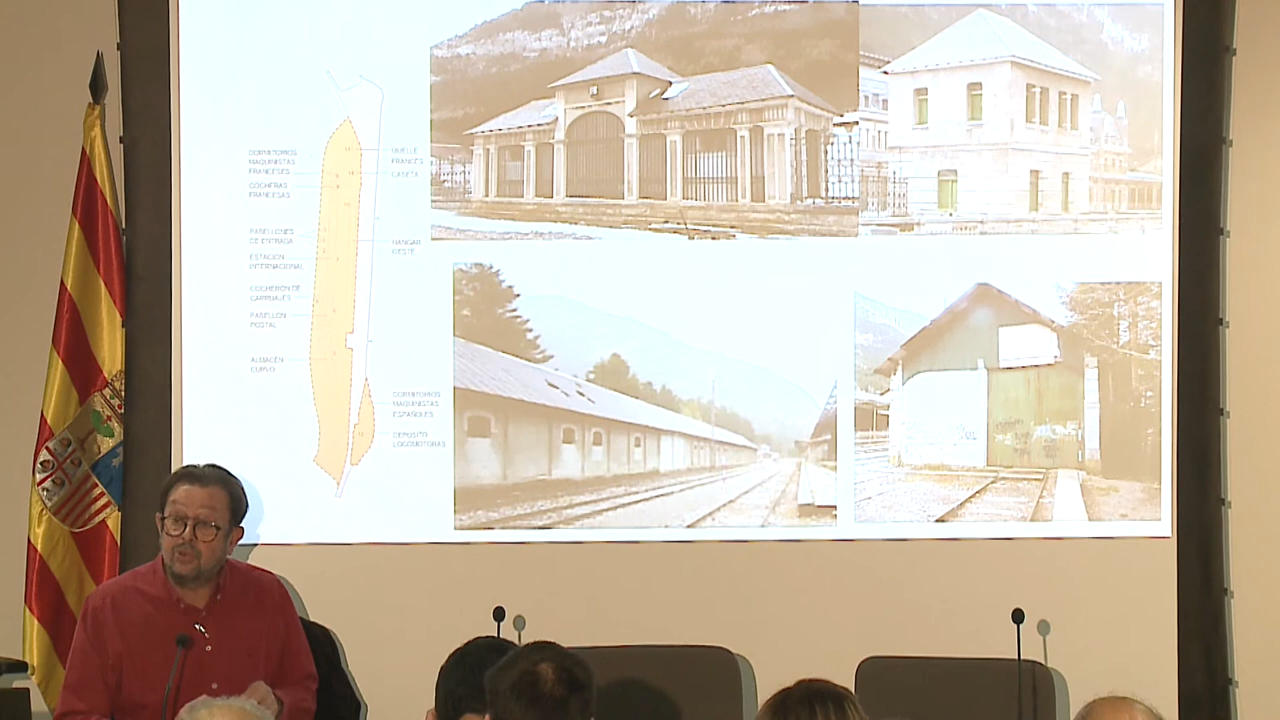 DORMITORIOS
MAQUINISTAS
FRANCESES
COCHERAS
FRANCESAS
PABELLONES
DE ENTRADA
ESTACIÓN
INTERNACIONAL
COCHERÓN DE
CARRUAJES
PABELLÓN
POSTAL
ALMACÉN
CURVO
MUELLE
FRANCÉS
CASETA
HANGAR
OESTE
DORMITORIOS
MAQUINISTAS
ESPAÑOLES
DEPÓSITO
LOCOMOTORAS